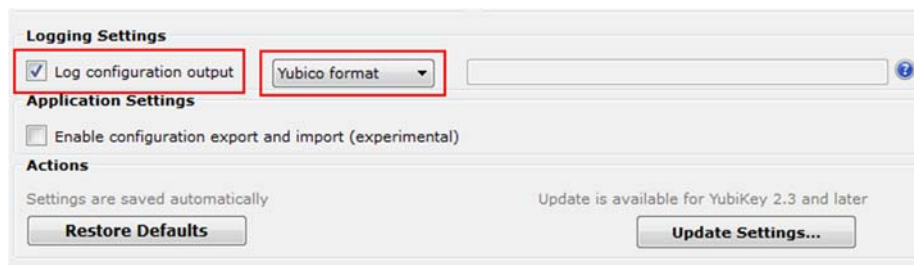 Logging Settings
Log configuration output Yubico format ?
Application Settings
Enable configuration export and import (experimental)
Actions
Settings are saved automatically Update is available for YubiKey 2.3 and later
Restore Defaults Update Settings...